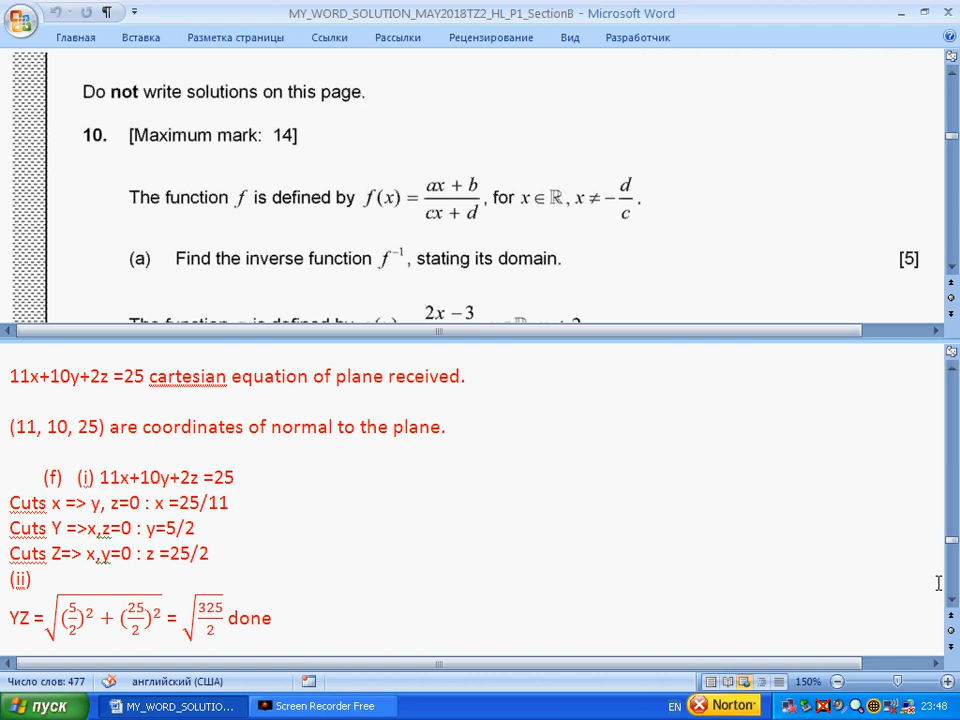 MY_WORD_SOLUTION_MAY2018TZ2_HL_P1_SectionB - Microsoft Word
Главная Вставка Разметка страницы Ссылки Рассылки Рецензирование Вид Разработчик
Do not write solutions on this page.
10. [Maximum mark: 14]
The function f is defined by f(x) = (ax + b)/(cx + d), for x ∈ ℝ, x ≠ −d/c.
(a) Find the inverse function f⁻¹, stating its domain. [5]
2x − 3
11x+10y+2z =25 cartesian equation of plane received.
(11, 10, 25) are coordinates of normal to the plane.
(f) (i) 11x+10y+2z =25
Cuts x => y, z=0 : x =25/11
Cuts Y =>x,z=0 : y=5/2
Cuts Z=> x,y=0 : z =25/2
(ii)
YZ = √((5/2)² + (25/2)²) = √(325/2) done
Число слов: 477 английский (США) 150%
пуск MY_WORD_SOLUTIO... Screen Recorder Free EN Norton 23:48